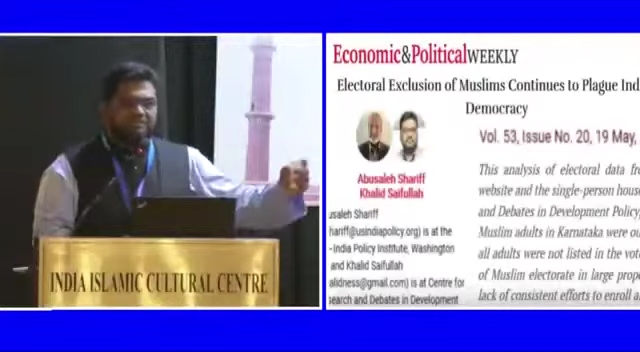 INDIA ISLAMIC CULTURAL CENTRE
Economic&PoliticalWEEKLY
Electoral Exclusion of Muslims Continues to Plague Ind
Democracy
Vol. 53, Issue No. 20, 19 May,
Abusaleh Shariff
Khalid Saifullah
usaleh Shariff
hariff@usindiapolicy.org) is at the
-India Policy Institute, Washington
and Khalid Saifullah
alidness@gmail.com) is at Centre for
search and Debates in Development
This analysis of electoral data fr
website and the single-person hous
and Debates in Development Policy,
Muslim adults in Karnataka were ou
all adults were not listed in the vot
of Muslim electorate in large prop
lack of consistent efforts to enroll a